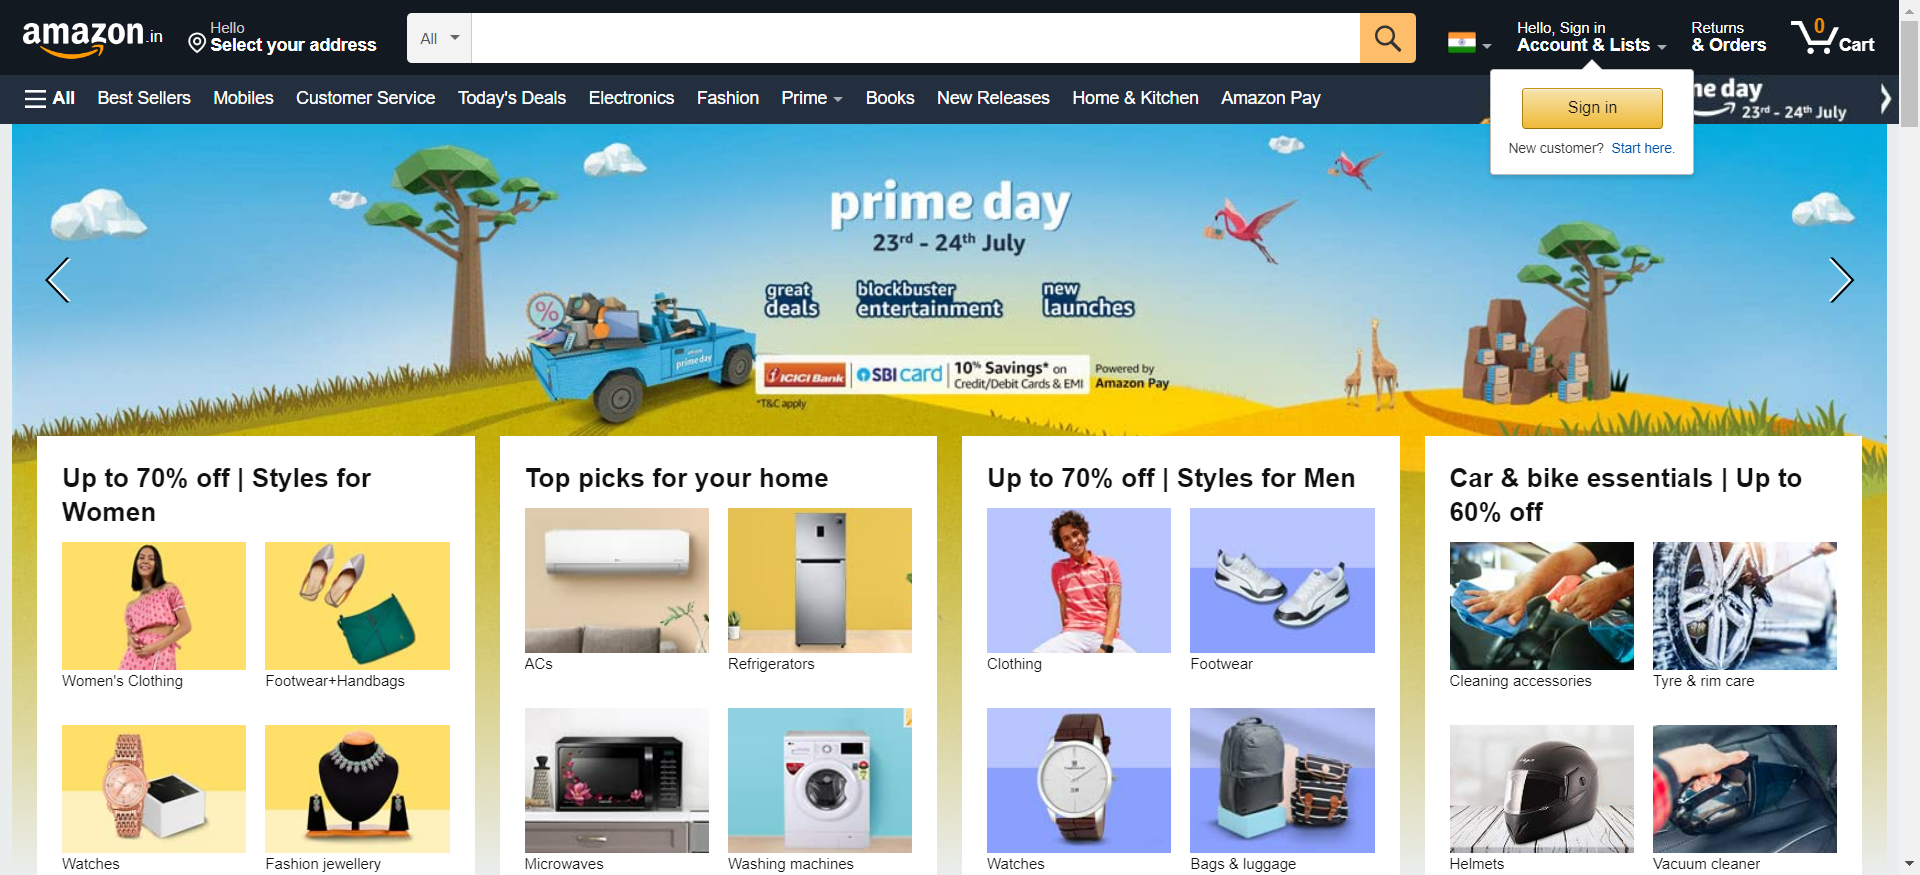 amazon.in
Hello
Select your address
All
Hello, Sign in
Account & Lists
Returns
& Orders
0
Cart
All
Best Sellers
Mobiles
Customer Service
Today's Deals
Electronics
Fashion
Prime
Books
New Releases
Home & Kitchen
Amazon Pay
day
23rd - 24th July
Sign in
New customer? Start here.
prime day
23rd - 24th July
great
deals
blockbuster
entertainment
new
launches
%
prime day
ICICI Bank
SBI card
10% Savings* on
Credit/Debit Cards & EMI
Powered by
Amazon Pay
*T&C apply
Up to 70% off | Styles for
Women
Women's Clothing
Footwear+Handbags
Watches
Fashion jewellery
Top picks for your home
ACs
Refrigerators
Microwaves
Washing machines
Up to 70% off | Styles for Men
Clothing
Footwear
Watches
Bags & luggage
Car & bike essentials | Up to
60% off
Cleaning accessories
Tyre & rim care
Helmets
Vacuum cleaner